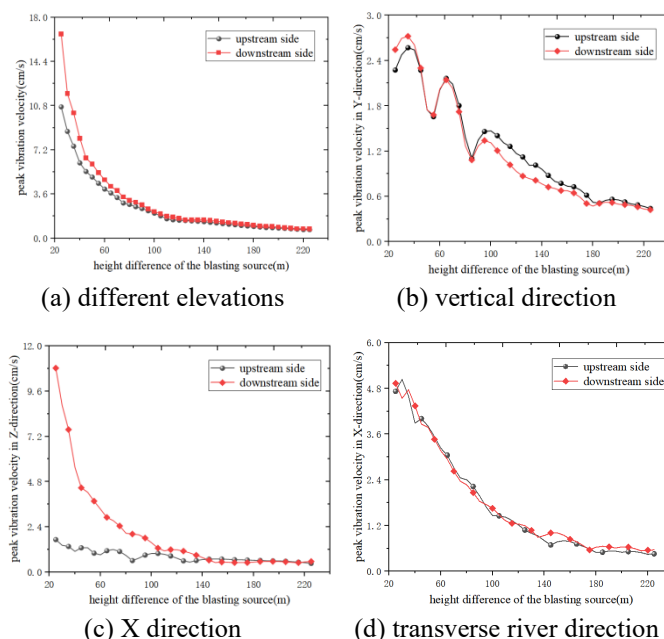 18.0
14.4
10.8
7.2
3.6
0.0
20
60
100
140
180
220
peak vibration velocity(cm/s)
height difference of the blasting source(m)
upstream side
downstream side
(a) different elevations
3.0
2.4
1.8
1.2
0.6
0.0
20
60
100
140
180
220
peak vibration velocity in Y-direction(cm/s)
height difference of the blasting source(m)
upstream side
downstream side
(b) vertical direction
12.0
9.6
7.2
4.8
2.4
0.0
20
60
100
140
180
220
peak vibration velocity in Z-direction(cm/s)
height difference of the blasting source(m)
upstream side
downstream side
(c) X direction
6.0
4.8
3.6
2.4
1.2
0.0
20
60
100
140
180
220
peak vibration velocity in X-direction(cm/s)
height difference of the blasting source(m)
upstream side
downstream side
(d) transverse river direction